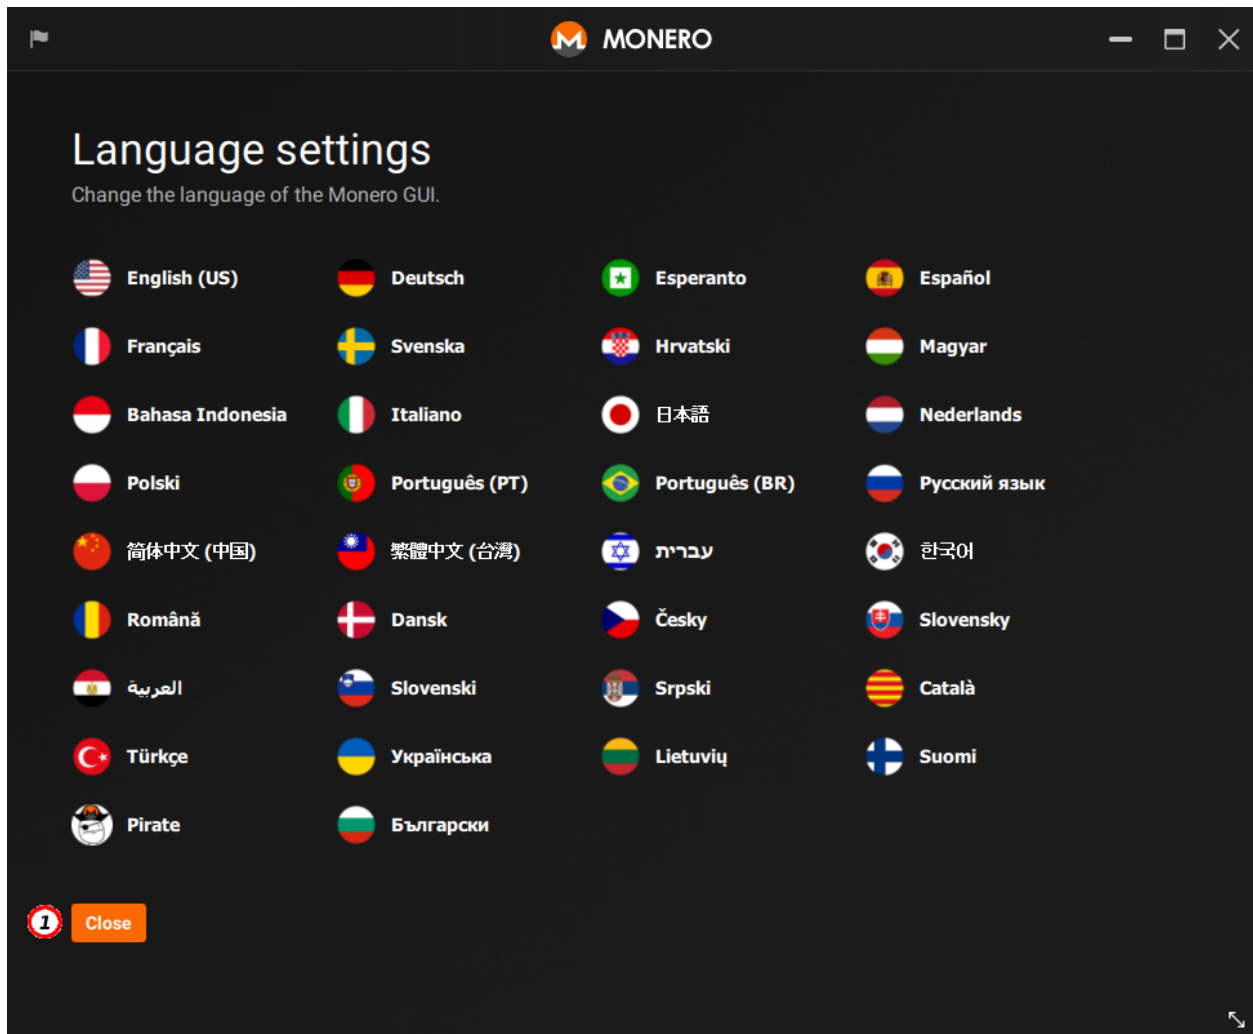 MONERO
Language settings
Change the language of the Monero GUI.
English (US) Deutsch Esperanto Español
Français Svenska Hrvatski Magyar
Bahasa Indonesia Italiano 日本語 Nederlands
Polski Português (PT) Português (BR) Русский язык
简体中文 (中国) 繁體中文 (台灣) עברית 한국어
Română Dansk Česky Slovensky
العربية Slovenski Srpski Català
Türkçe Українська Lietuvių Suomi
Pirate Български
1 Close